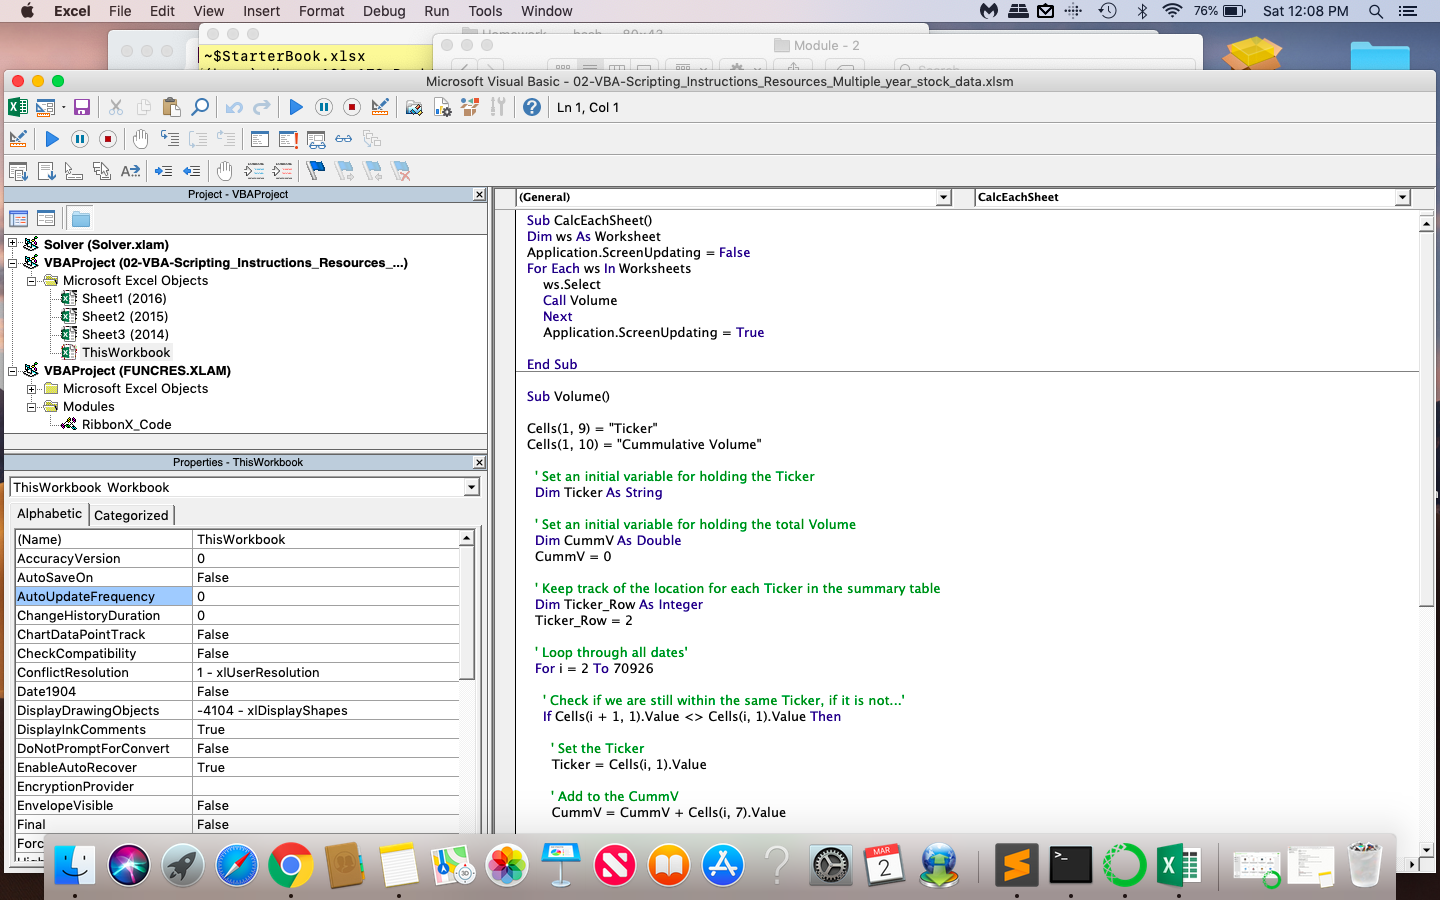 Excel File Edit View Insert Format Debug Run Tools Window 76% Sat 12:08 PM
~$StarterBook.xlsx
Module - 2
Microsoft Visual Basic - 02-VBA-Scripting_Instructions_Resources_Multiple_year_stock_data.xlsm
Ln 1, Col 1
Project - VBAProject
Solver (Solver.xlam)
VBAProject (02-VBA-Scripting_Instructions_Resources_...)
Microsoft Excel Objects
Sheet1 (2016)
Sheet2 (2015)
Sheet3 (2014)
ThisWorkbook
VBAProject (FUNCRES.XLAM)
Microsoft Excel Objects
Modules
RibbonX_Code
Properties - ThisWorkbook
ThisWorkbook Workbook
Alphabetic Categorized
(Name) ThisWorkbook
AccuracyVersion 0
AutoSaveOn False
AutoUpdateFrequency 0
ChangeHistoryDuration 0
ChartDataPointTrack False
CheckCompatibility False
ConflictResolution 1 - xlUserResolution
Date1904 False
DisplayDrawingObjects -4104 - xlDisplayShapes
DisplayInkComments True
DoNotPromptForConvert False
EnableAutoRecover True
EncryptionProvider
EnvelopeVisible False
Final False
(General) CalcEachSheet
Sub CalcEachSheet()
Dim ws As Worksheet
Application.ScreenUpdating = False
For Each ws In Worksheets
ws.Select
Call Volume
Next
Application.ScreenUpdating = True
End Sub
Sub Volume()
Cells(1, 9) = "Ticker"
Cells(1, 10) = "Cummulative Volume"
' Set an initial variable for holding the Ticker
Dim Ticker As String
' Set an initial variable for holding the total Volume
Dim CummV As Double
CummV = 0
' Keep track of the location for each Ticker in the summary table
Dim Ticker_Row As Integer
Ticker_Row = 2
' Loop through all dates'
For i = 2 To 70926
' Check if we are still within the same Ticker, if it is not...'
If Cells(i + 1, 1).Value <> Cells(i, 1).Value Then
' Set the Ticker
Ticker = Cells(i, 1).Value
' Add to the CummV
CummV = CummV + Cells(i, 7).Value
MAR
2